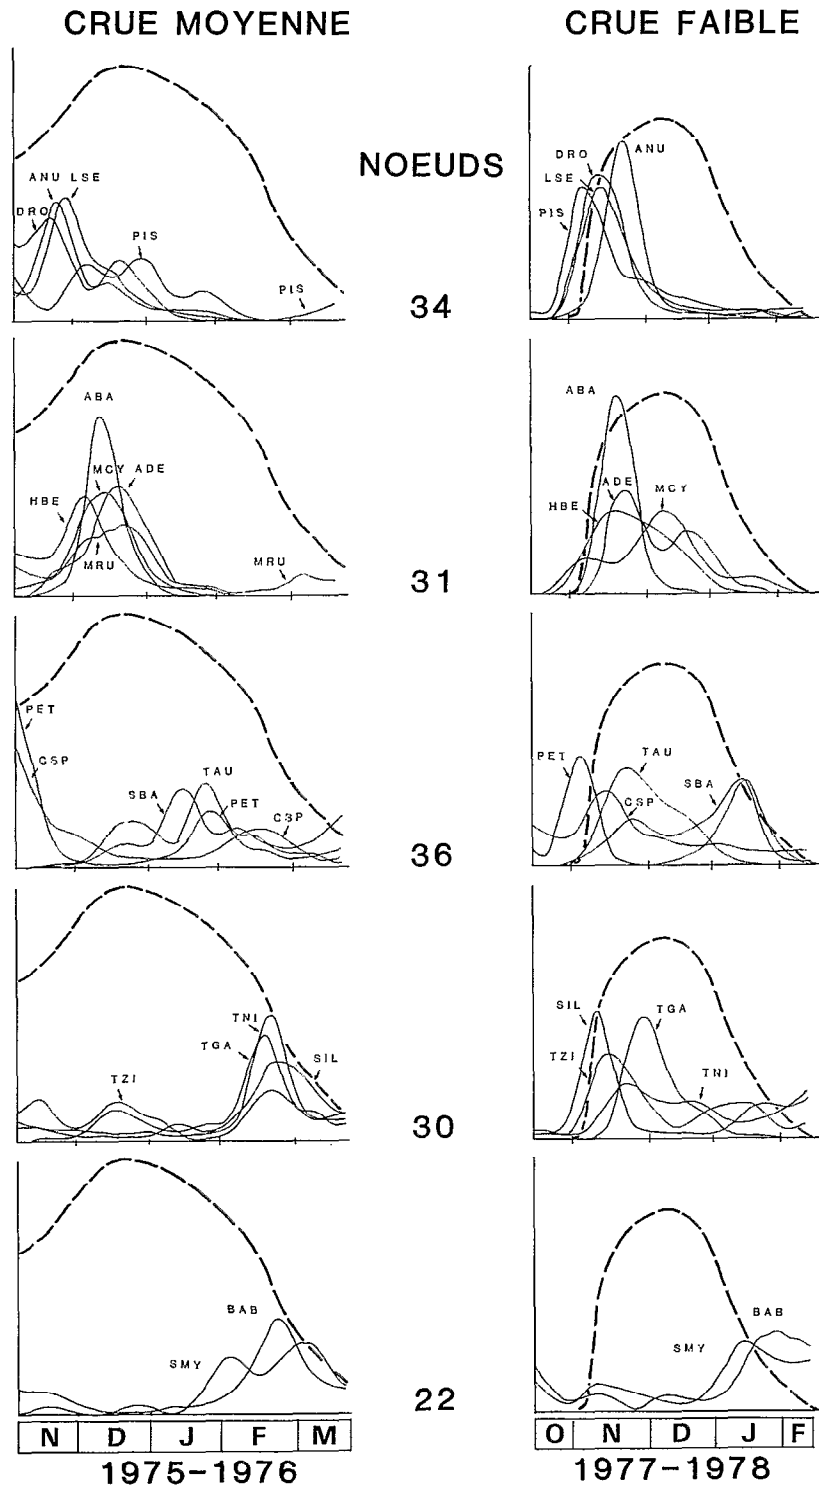 CRUE MOYENNE
CRUE FAIBLE
NOEUDS
ANU LSE
DRO
PIS
PIS
34
DRO
ANU
LSE
PIS
ABA
MCY ADE
HBE
MRU
MRU
31
ABA
ADE
MCY
HBE
PET
CSP
SBA
TAU
PET
CSP
36
PET
TAU
SBA
CSP
TNI
TGA
SIL
TZI
30
SIL
TGA
TZI
TNI
BAB
SMY
22
BAB
SMY
N D J F M
1975-1976
O N D J F
1977-1978